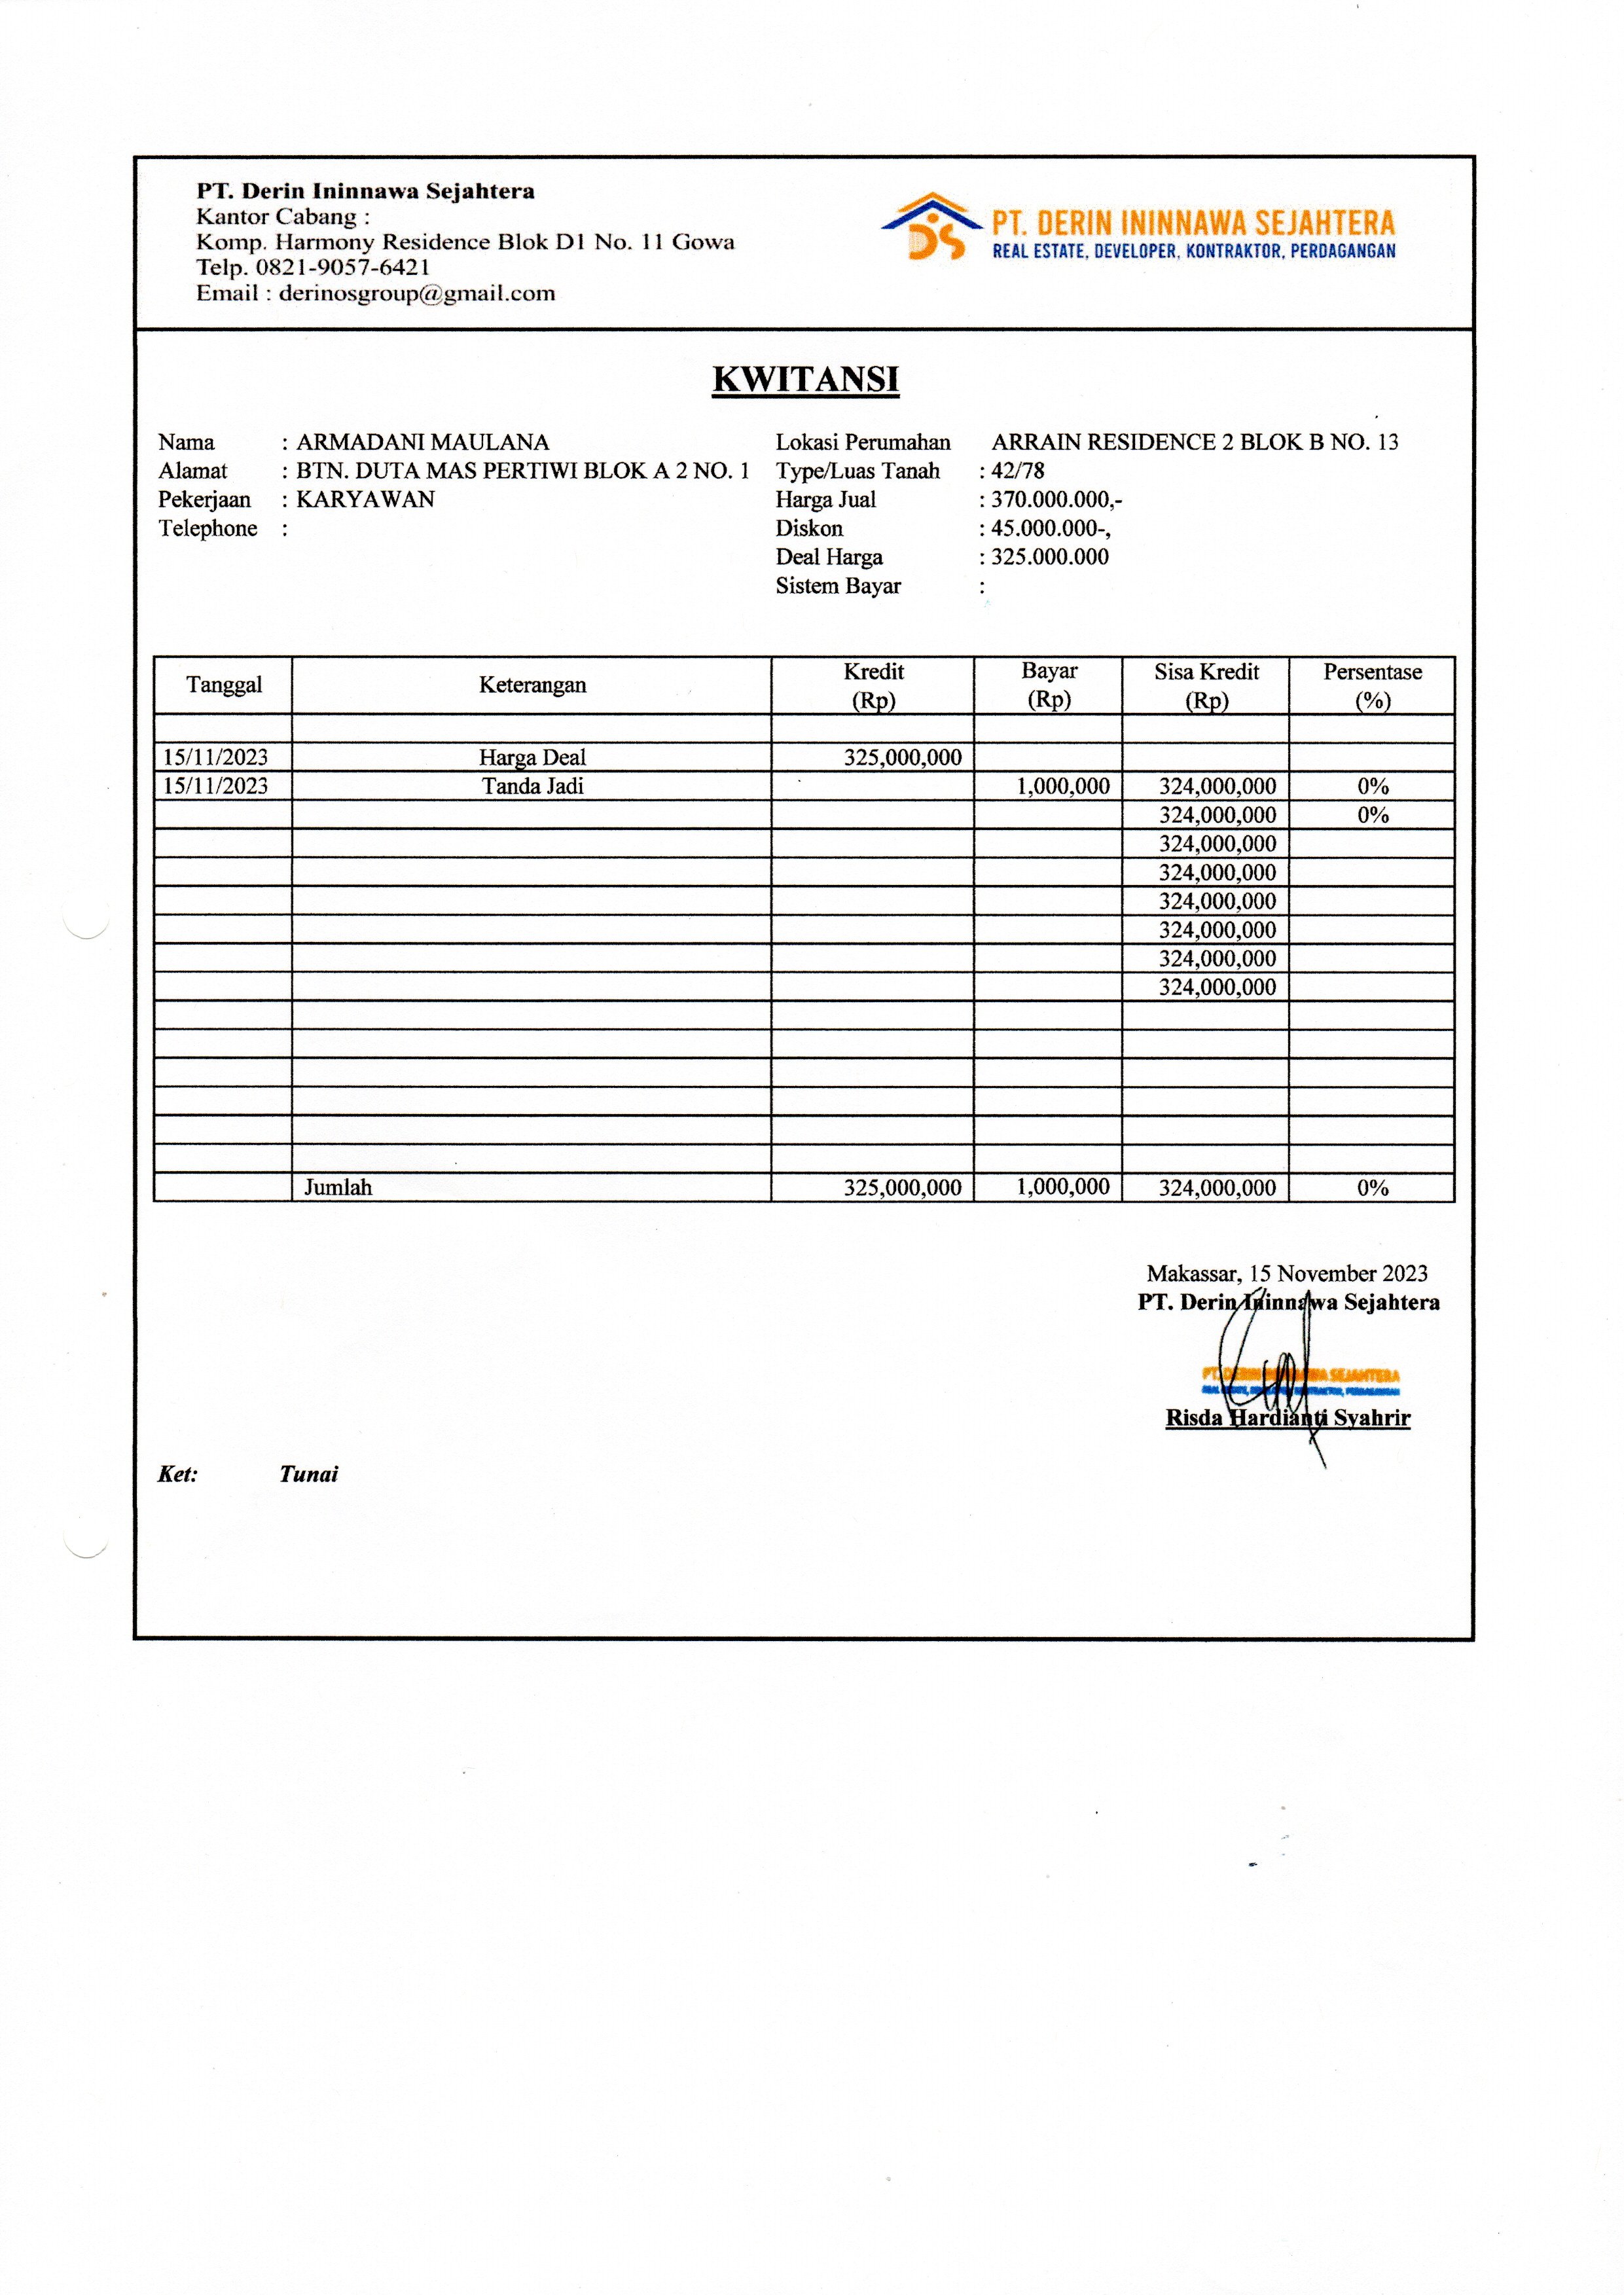 PT. Derin Ininnawa Sejahtera
Kantor Cabang :
Komp. Harmony Residence Blok D1 No. 11 Gowa
Telp. 0821-9057-6421
Email : derinosgroup@gmail.com
DS
PT. DERIN ININNAWA SEJAHTERA
REAL ESTATE, DEVELOPER, KONTRAKTOR, PERDAGANGAN
KWITANSI
Nama : ARMADANI MAULANA
Alamat : BTN. DUTA MAS PERTIWI BLOK A 2 NO. 1
Pekerjaan : KARYAWAN
Telephone :
Lokasi Perumahan ARRAIN RESIDENCE 2 BLOK B NO. 13
Type/Luas Tanah : 42/78
Harga Jual : 370.000.000,-
Diskon : 45.000.000-,
Deal Harga : 325.000.000
Sistem Bayar :
Tanggal Keterangan Kredit (Rp) Bayar (Rp) Sisa Kredit (Rp) Persentase (%)
15/11/2023 Harga Deal 325,000,000
15/11/2023 Tanda Jadi 1,000,000 324,000,000 0%
324,000,000 0%
324,000,000
324,000,000
324,000,000
324,000,000
324,000,000
324,000,000
Jumlah 325,000,000 1,000,000 324,000,000 0%
Makassar, 15 November 2023
PT. Derin Ininnawa Sejahtera
Risda Hardianti Syahrir
Ket: Tunai